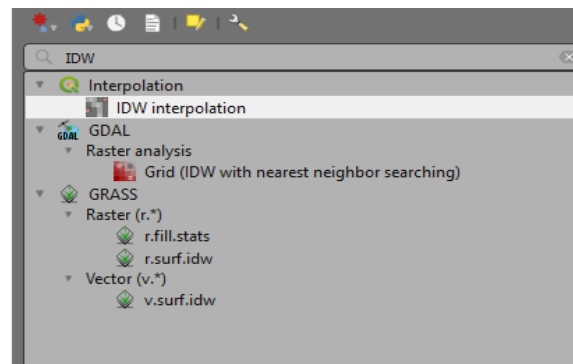 IDW
Interpolation
IDW interpolation
GDAL
GDAL
Raster analysis
Grid (IDW with nearest neighbor searching)
GRASS
Raster (r.*)
r.fill.stats
r.surf.idw
Vector (v.*)
v.surf.idw